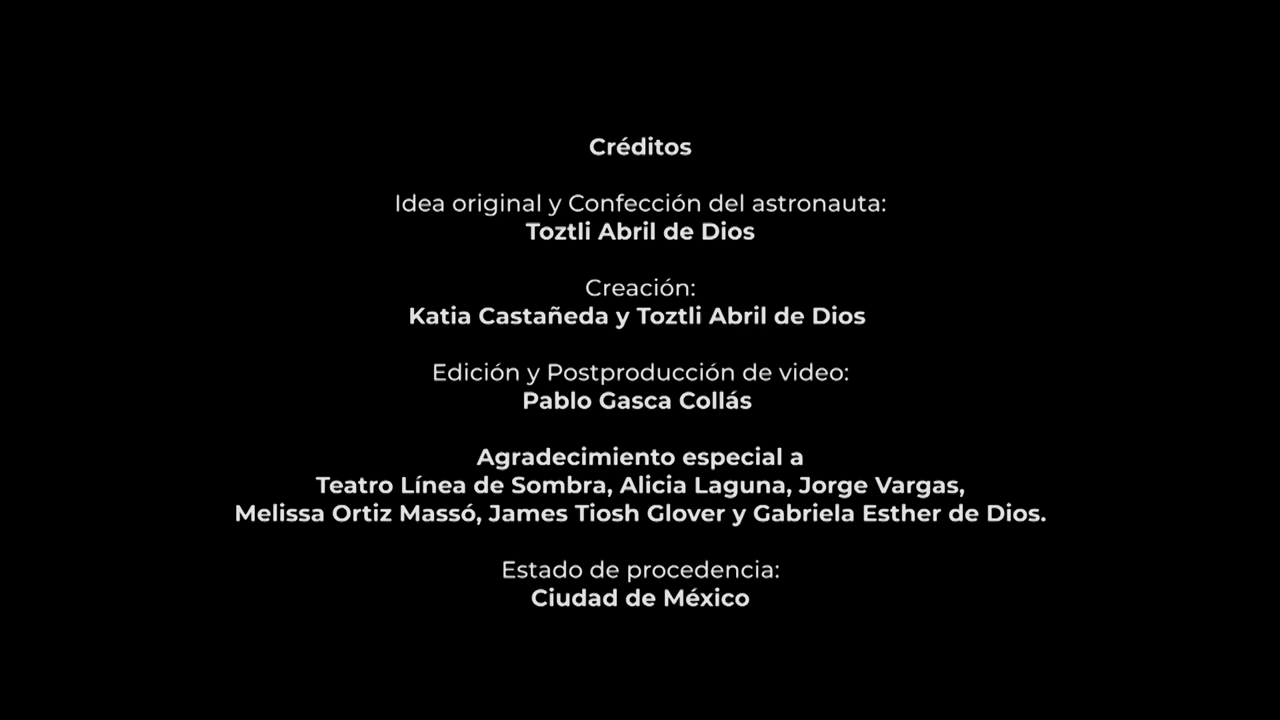 Créditos
Idea original y Confección del astronauta:
Toztli Abril de Dios
Creación:
Katia Castañeda y Toztli Abril de Dios
Edición y Postproducción de video:
Pablo Gasca Collás
Agradecimiento especial a
Teatro Línea de Sombra, Alicia Laguna, Jorge Vargas,
Melissa Ortiz Massó, James Tiosh Glover y Gabriela Esther de Dios.
Estado de procedencia:
Ciudad de México